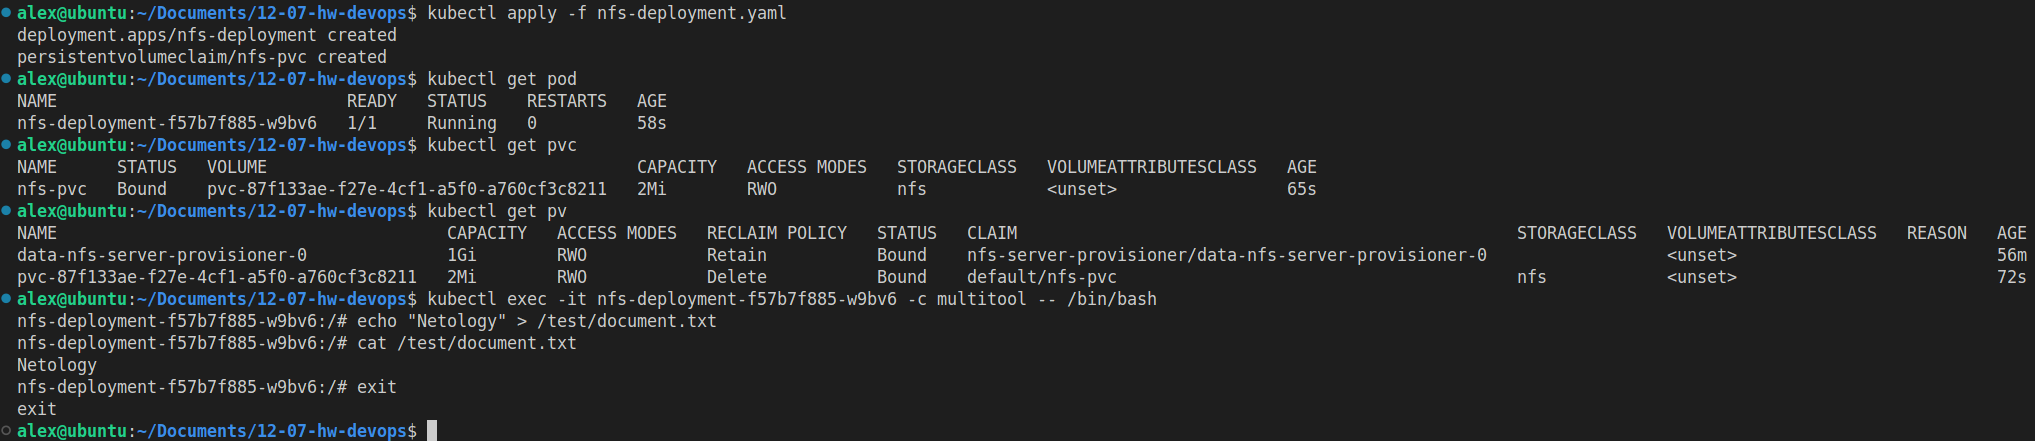 alex@ubuntu:~/Documents/12-07-hw-devops$ kubectl apply -f nfs-deployment.yaml
deployment.apps/nfs-deployment created
persistentvolumeclaim/nfs-pvc created
alex@ubuntu:~/Documents/12-07-hw-devops$ kubectl get pod
NAME                             READY   STATUS    RESTARTS   AGE
nfs-deployment-f57b7f885-w9bv6   1/1     Running   0          58s
alex@ubuntu:~/Documents/12-07-hw-devops$ kubectl get pvc
NAME      STATUS   VOLUME                                     CAPACITY   ACCESS MODES   STORAGECLASS   VOLUMEATTRIBUTESCLASS   AGE
nfs-pvc   Bound    pvc-87f133ae-f27e-4cf1-a5f0-a760cf3c8211   2Mi        RWO            nfs            <unset>                 65s
alex@ubuntu:~/Documents/12-07-hw-devops$ kubectl get pv
NAME                                       CAPACITY   ACCESS MODES   RECLAIM POLICY   STATUS   CLAIM                                                  STORAGECLASS   VOLUMEATTRIBUTESCLASS   REASON   AGE
data-nfs-server-provisioner-0              1Gi        RWO            Retain           Bound    nfs-server-provisioner/data-nfs-server-provisioner-0                  <unset>                          56m
pvc-87f133ae-f27e-4cf1-a5f0-a760cf3c8211   2Mi        RWO            Delete           Bound    default/nfs-pvc                                        nfs            <unset>                          72s
alex@ubuntu:~/Documents/12-07-hw-devops$ kubectl exec -it nfs-deployment-f57b7f885-w9bv6 -c multitool -- /bin/bash
nfs-deployment-f57b7f885-w9bv6:/# echo "Netology" > /test/document.txt
nfs-deployment-f57b7f885-w9bv6:/# cat /test/document.txt
Netology
nfs-deployment-f57b7f885-w9bv6:/# exit
exit
alex@ubuntu:~/Documents/12-07-hw-devops$